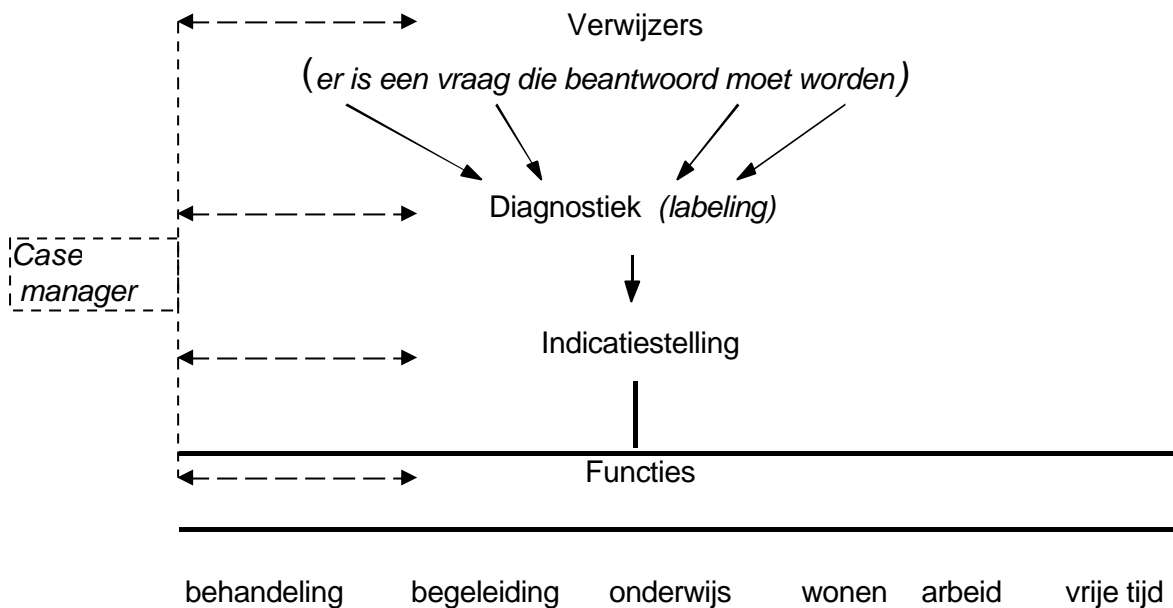 Verwijzers
(er is een vraag die beantwoord moet worden)
Diagnostiek (labeling)
Case
manager
Indicatiestelling
Functies
behandeling begeleiding onderwijs wonen arbeid vrije tijd